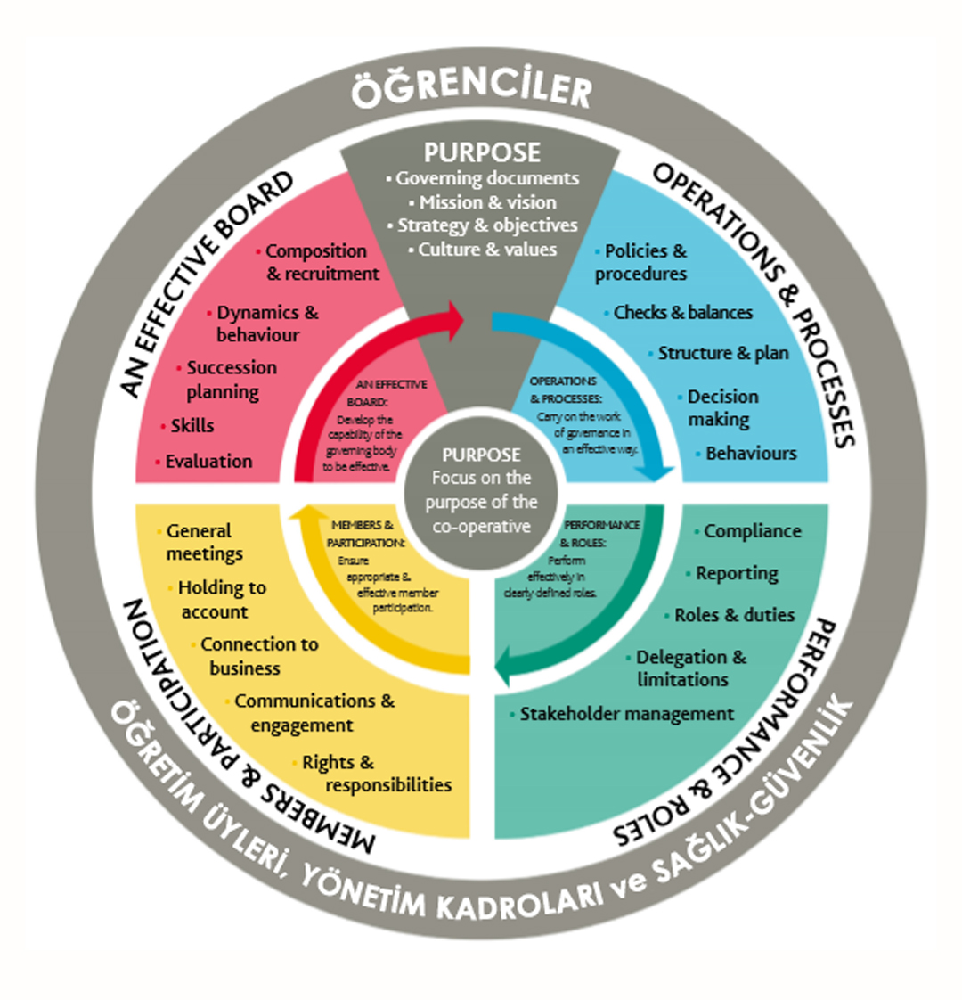 ÖĞRENCİLER
PURPOSE
• Governing documents
• Mission & vision
• Strategy & objectives
• Culture & values
AN EFFECTIVE BOARD
• Composition
& recruitment
• Dynamics &
behaviour
• Succession
planning
• Skills
• Evaluation
OPERATIONS & PROCESSES
• Policies &
procedures
• Checks & balances
• Structure & plan
• Decision
making
• Behaviours
AN EFFECTIVE
BOARD:
Develop the
capability of the
governing body
to be effective.
OPERATIONS
& PROCESSES:
Carry on the work
of governance in
an effective way.
PURPOSE
Focus on the
purpose of the
co-operative
MEMBERS &
PARTICIPATION:
Ensure
appropriate &
effective member
participation.
PERFORMANCE
& ROLES:
Perform
effectively in
clearly defined roles.
• General
meetings
• Holding to
account
• Connection to
business
• Communications &
engagement
• Rights &
responsibilities
MEMBERS & PARTICIPATION
• Compliance
• Reporting
• Roles & duties
• Delegation &
limitations
• Stakeholder management
PERFORMANCE & ROLES
ÖĞRETİM ÜYLERİ, YÖNETİM KADROLARI ve SAĞLIK-GÜVENLİK